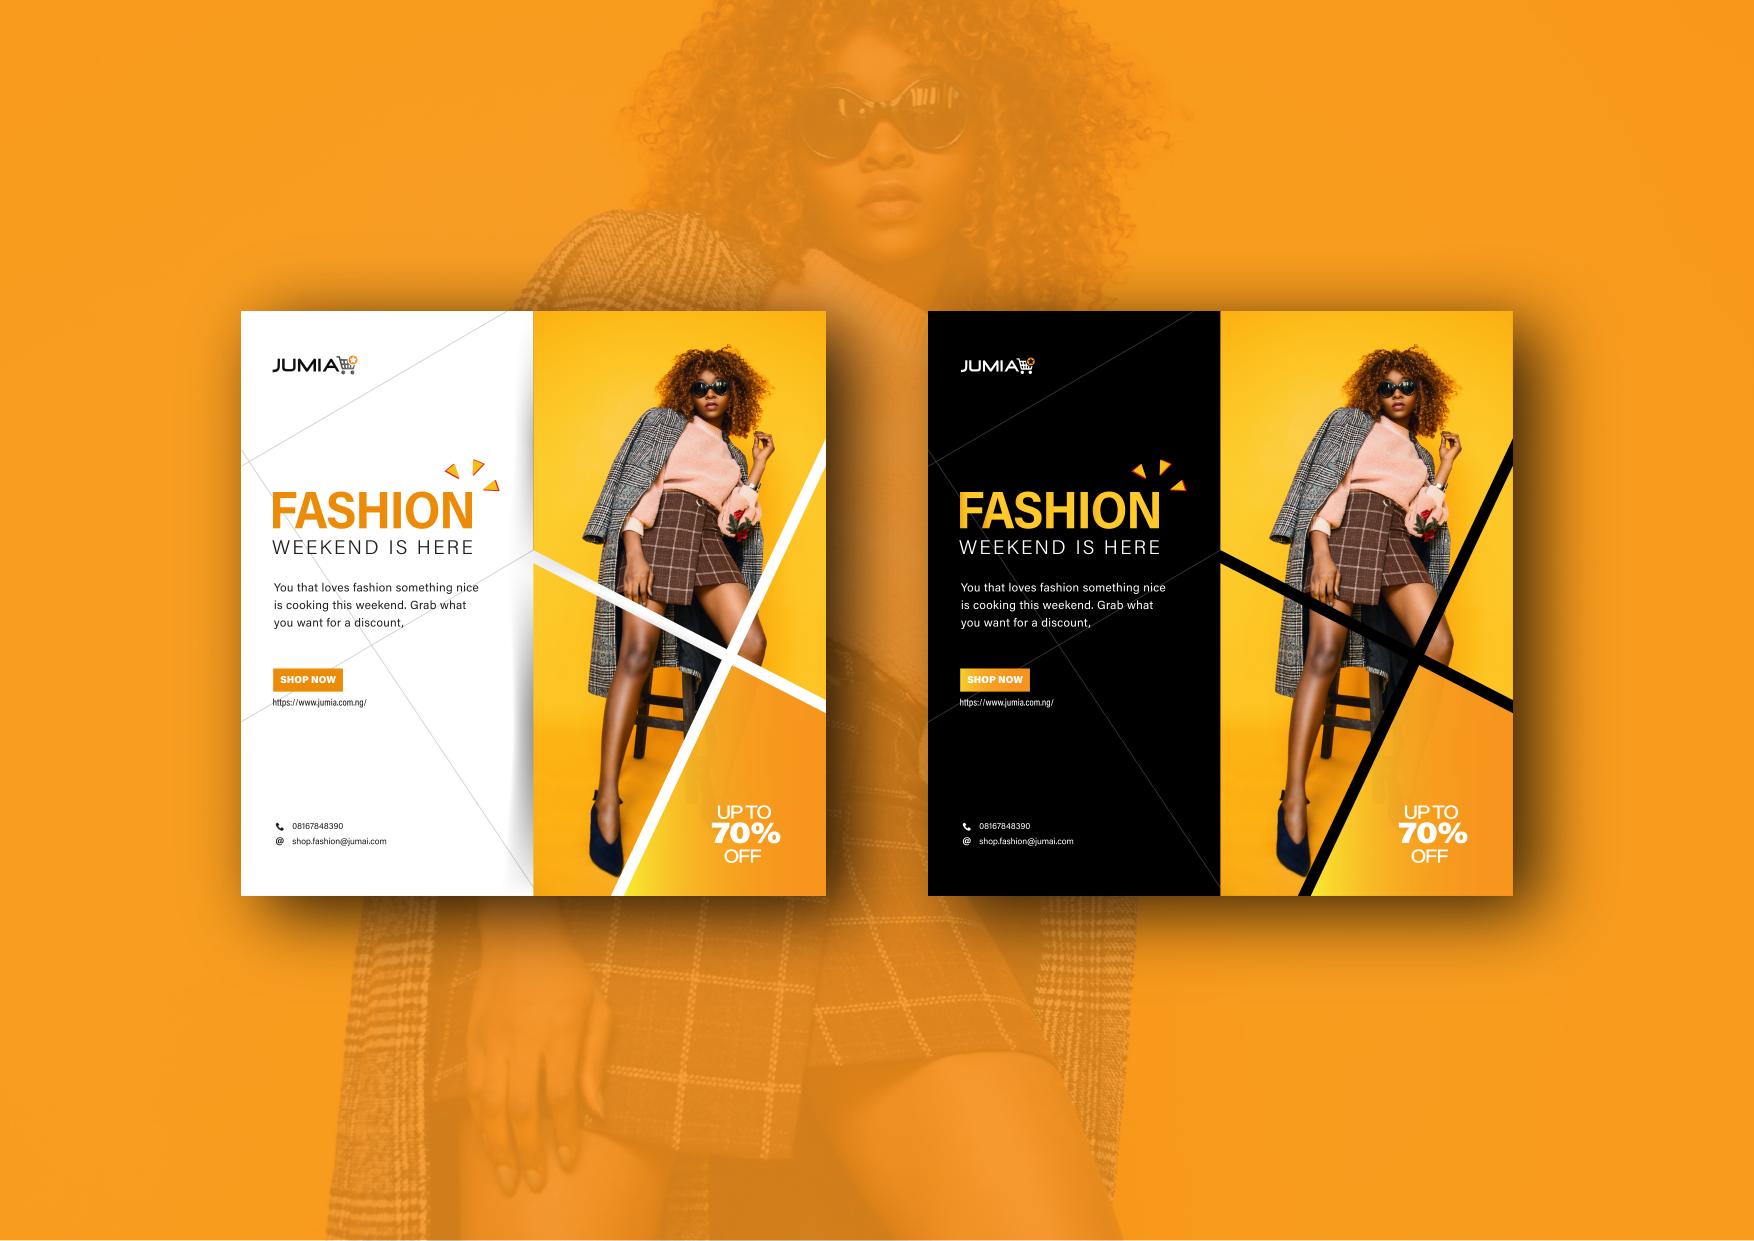 JUMIA
FASHION
WEEKEND IS HERE
You that loves fashion something nice
is cooking this weekend. Grab what
you want for a discount,
SHOP NOW
https://www.jumia.com.ng/
08167848390
@ shop.fashion@jumai.com
UP TO
70%
OFF
JUMIA
FASHION
WEEKEND IS HERE
You that loves fashion something nice
is cooking this weekend. Grab what
you want for a discount,
SHOP NOW
https://www.jumia.com.ng/
08167848390
@ shop.fashion@jumai.com
UP TO
70%
OFF